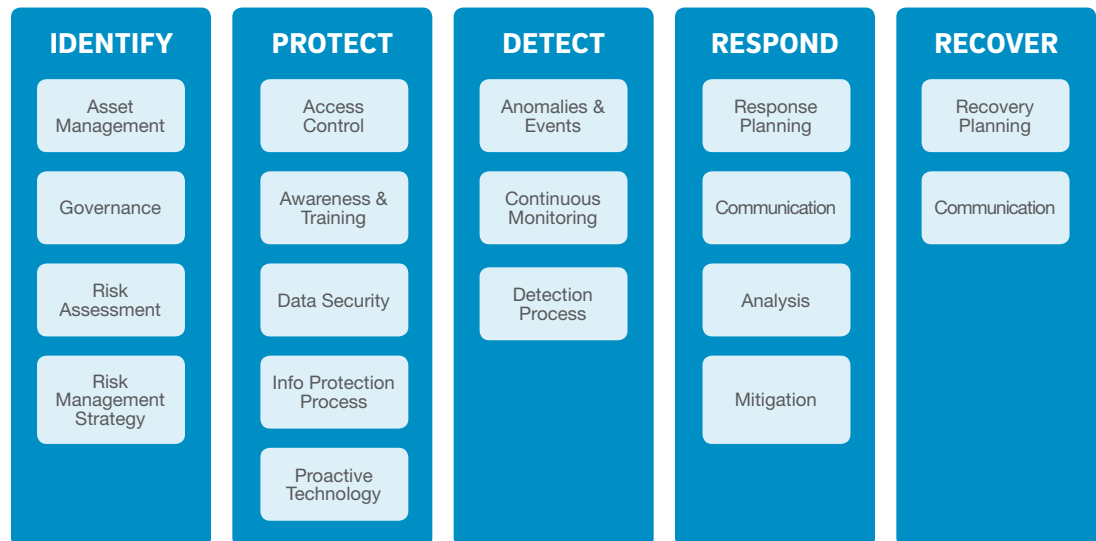 IDENTIFY
Asset
Management
Governance
Risk
Assessment
Risk
Management
Strategy
PROTECT
Access
Control
Awareness &
Training
Data Security
Info Protection
Process
Proactive
Technology
DETECT
Anomalies &
Events
Continuous
Monitoring
Detection
Process
RESPOND
Response
Planning
Communication
Analysis
Mitigation
RECOVER
Recovery
Planning
Communication